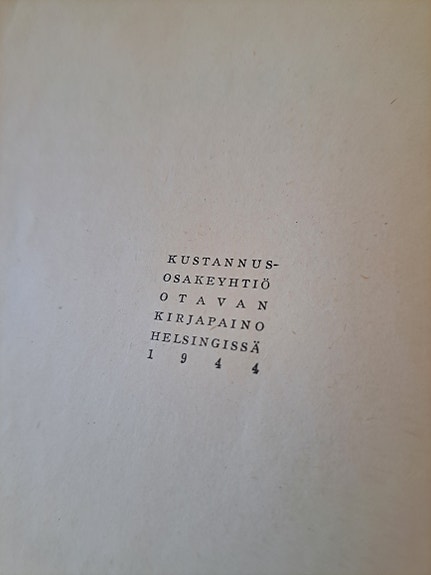 KUSTANNUS-
OSAKEYHTIÖ
OTAVAN
KIRJAPAINO
HELSINGISSÄ
1944